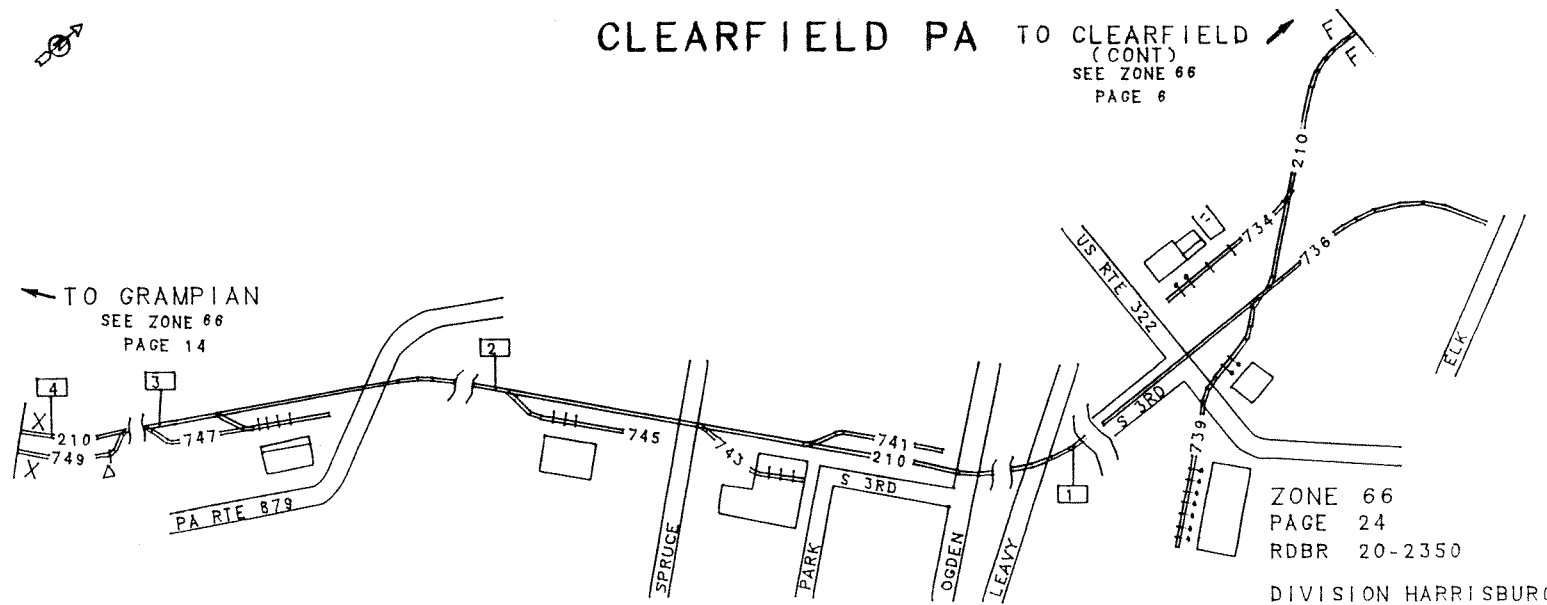 CLEARFIELD PA
TO CLEARFIELD
(CONT)
SEE ZONE 66
PAGE 6
F
F
210
734
736
US RTE 322
ELK
TO GRAMPIAN
SEE ZONE 66
PAGE 14
4
3
2
X
210
747
749
X
745
743
741
210
S 3RD
S 3RD
739
1
PA RTE 879
SPRUCE
PARK
OGDEN
LEAVY
ZONE 66
PAGE 24
RDBR 20-2350
DIVISION HARRISBURG